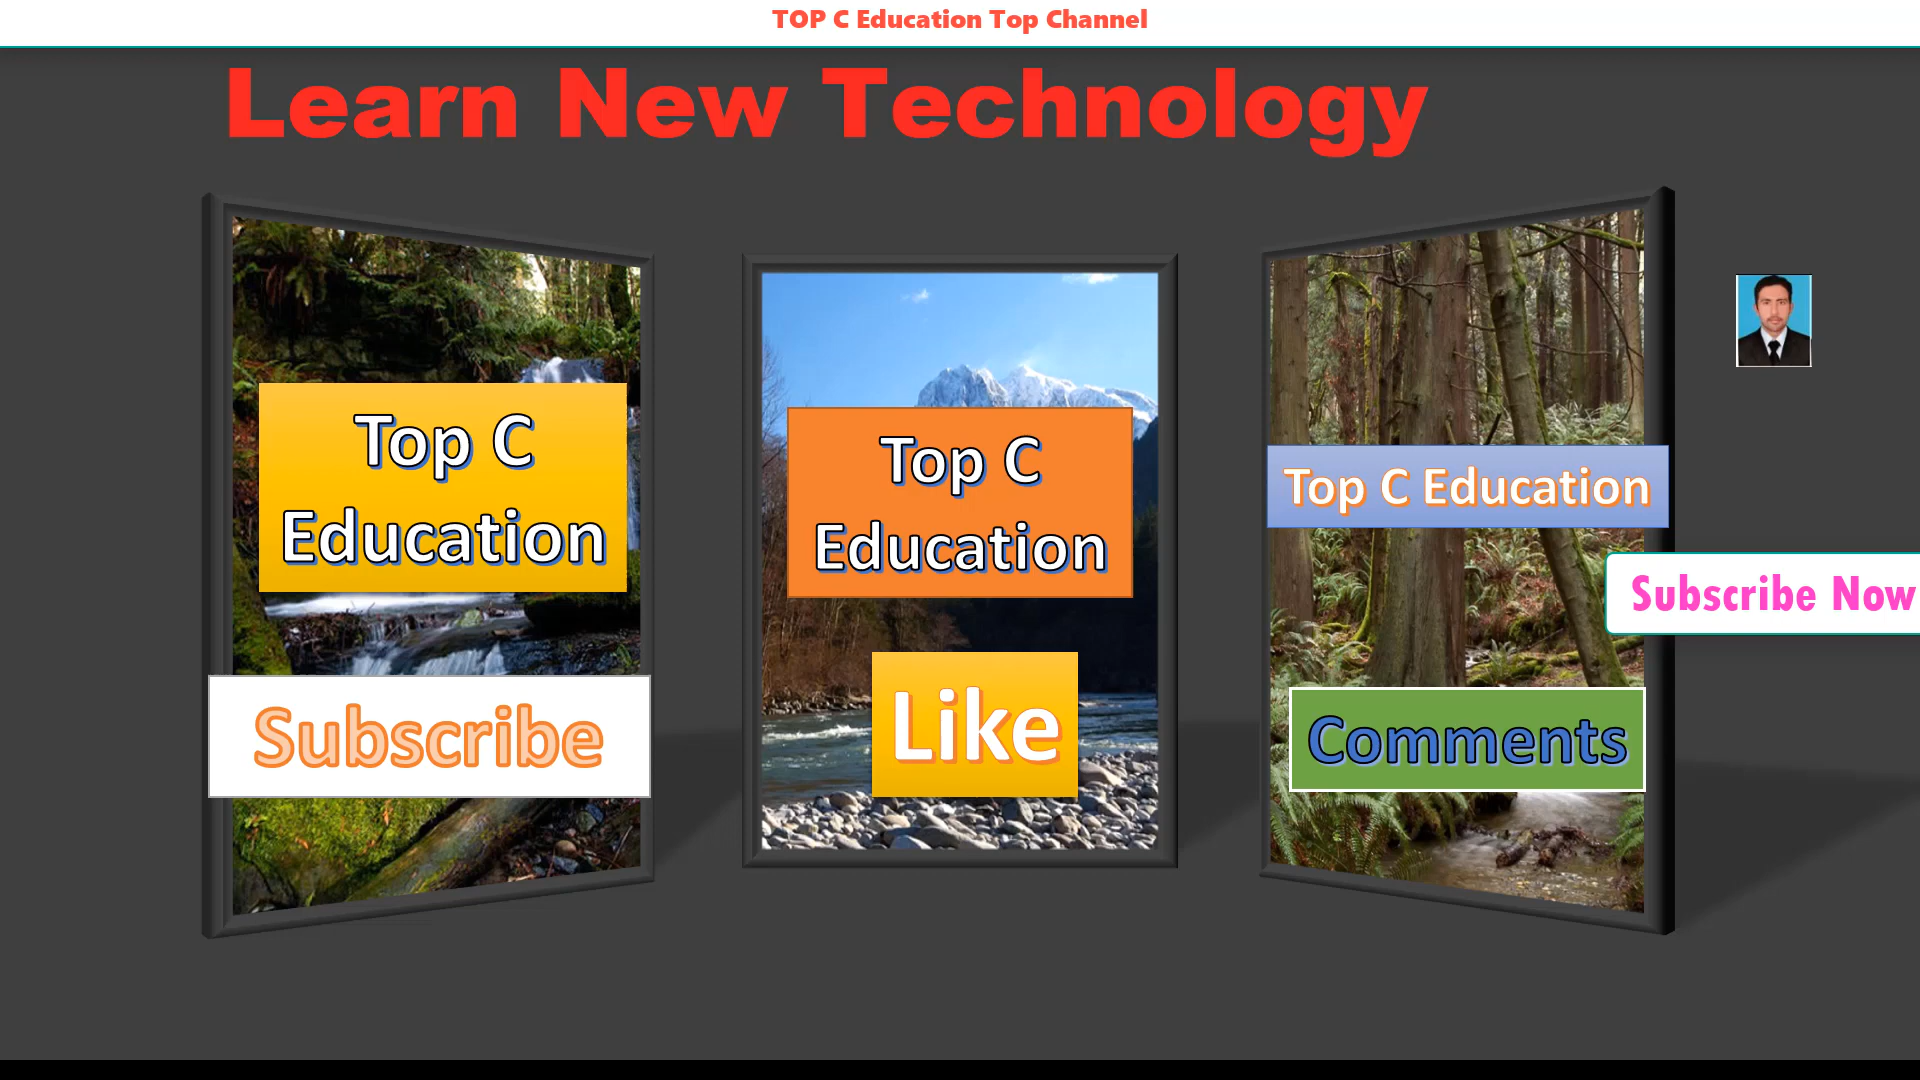 TOP C Education Top Channel
Learn New Technology
Top C
Education
Subscribe
Top C
Education
Like
Top C Education
Comments
Subscribe Now